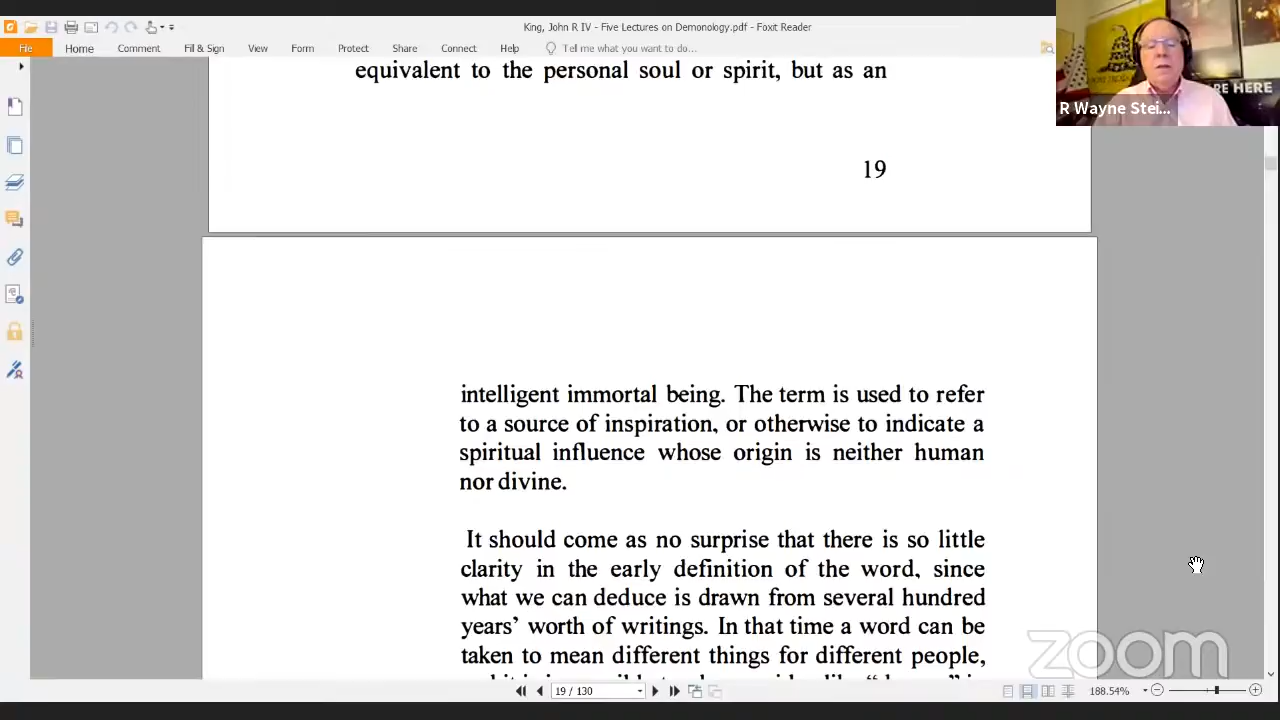 King, John R IV - Five Lectures on Demonology.pdf - Foxit Reader
File Home Comment Fill & Sign View Form Protect Share Connect Help Tell me what you want to do...
equivalent to the personal soul or spirit, but as an
19
R Wayne Stei...
RE HERE
intelligent immortal being. The term is used to refer
to a source of inspiration, or otherwise to indicate a
spiritual influence whose origin is neither human
nor divine.
It should come as no surprise that there is so little
clarity in the early definition of the word, since
what we can deduce is drawn from several hundred
years’ worth of writings. In that time a word can be
taken to mean different things for different people,
zoom
19 / 130
188.54%